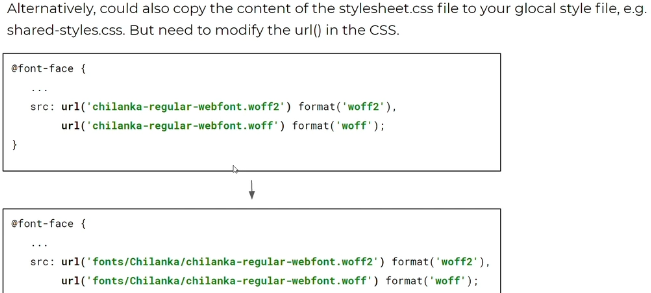 Alternatively, could also copy the content of the stylesheet.css file to your glocal style file, e.g.
shared-styles.css. But need to modify the url() in the CSS.
@font-face {
...
src: url('chilanka-regular-webfont.woff2') format('woff2'),
url('chilanka-regular-webfont.woff') format('woff');
}
@font-face {
...
src: url('fonts/Chilanka/chilanka-regular-webfont.woff2') format('woff2'),
url('fonts/Chilanka/chilanka-regular-webfont.woff') format('woff');